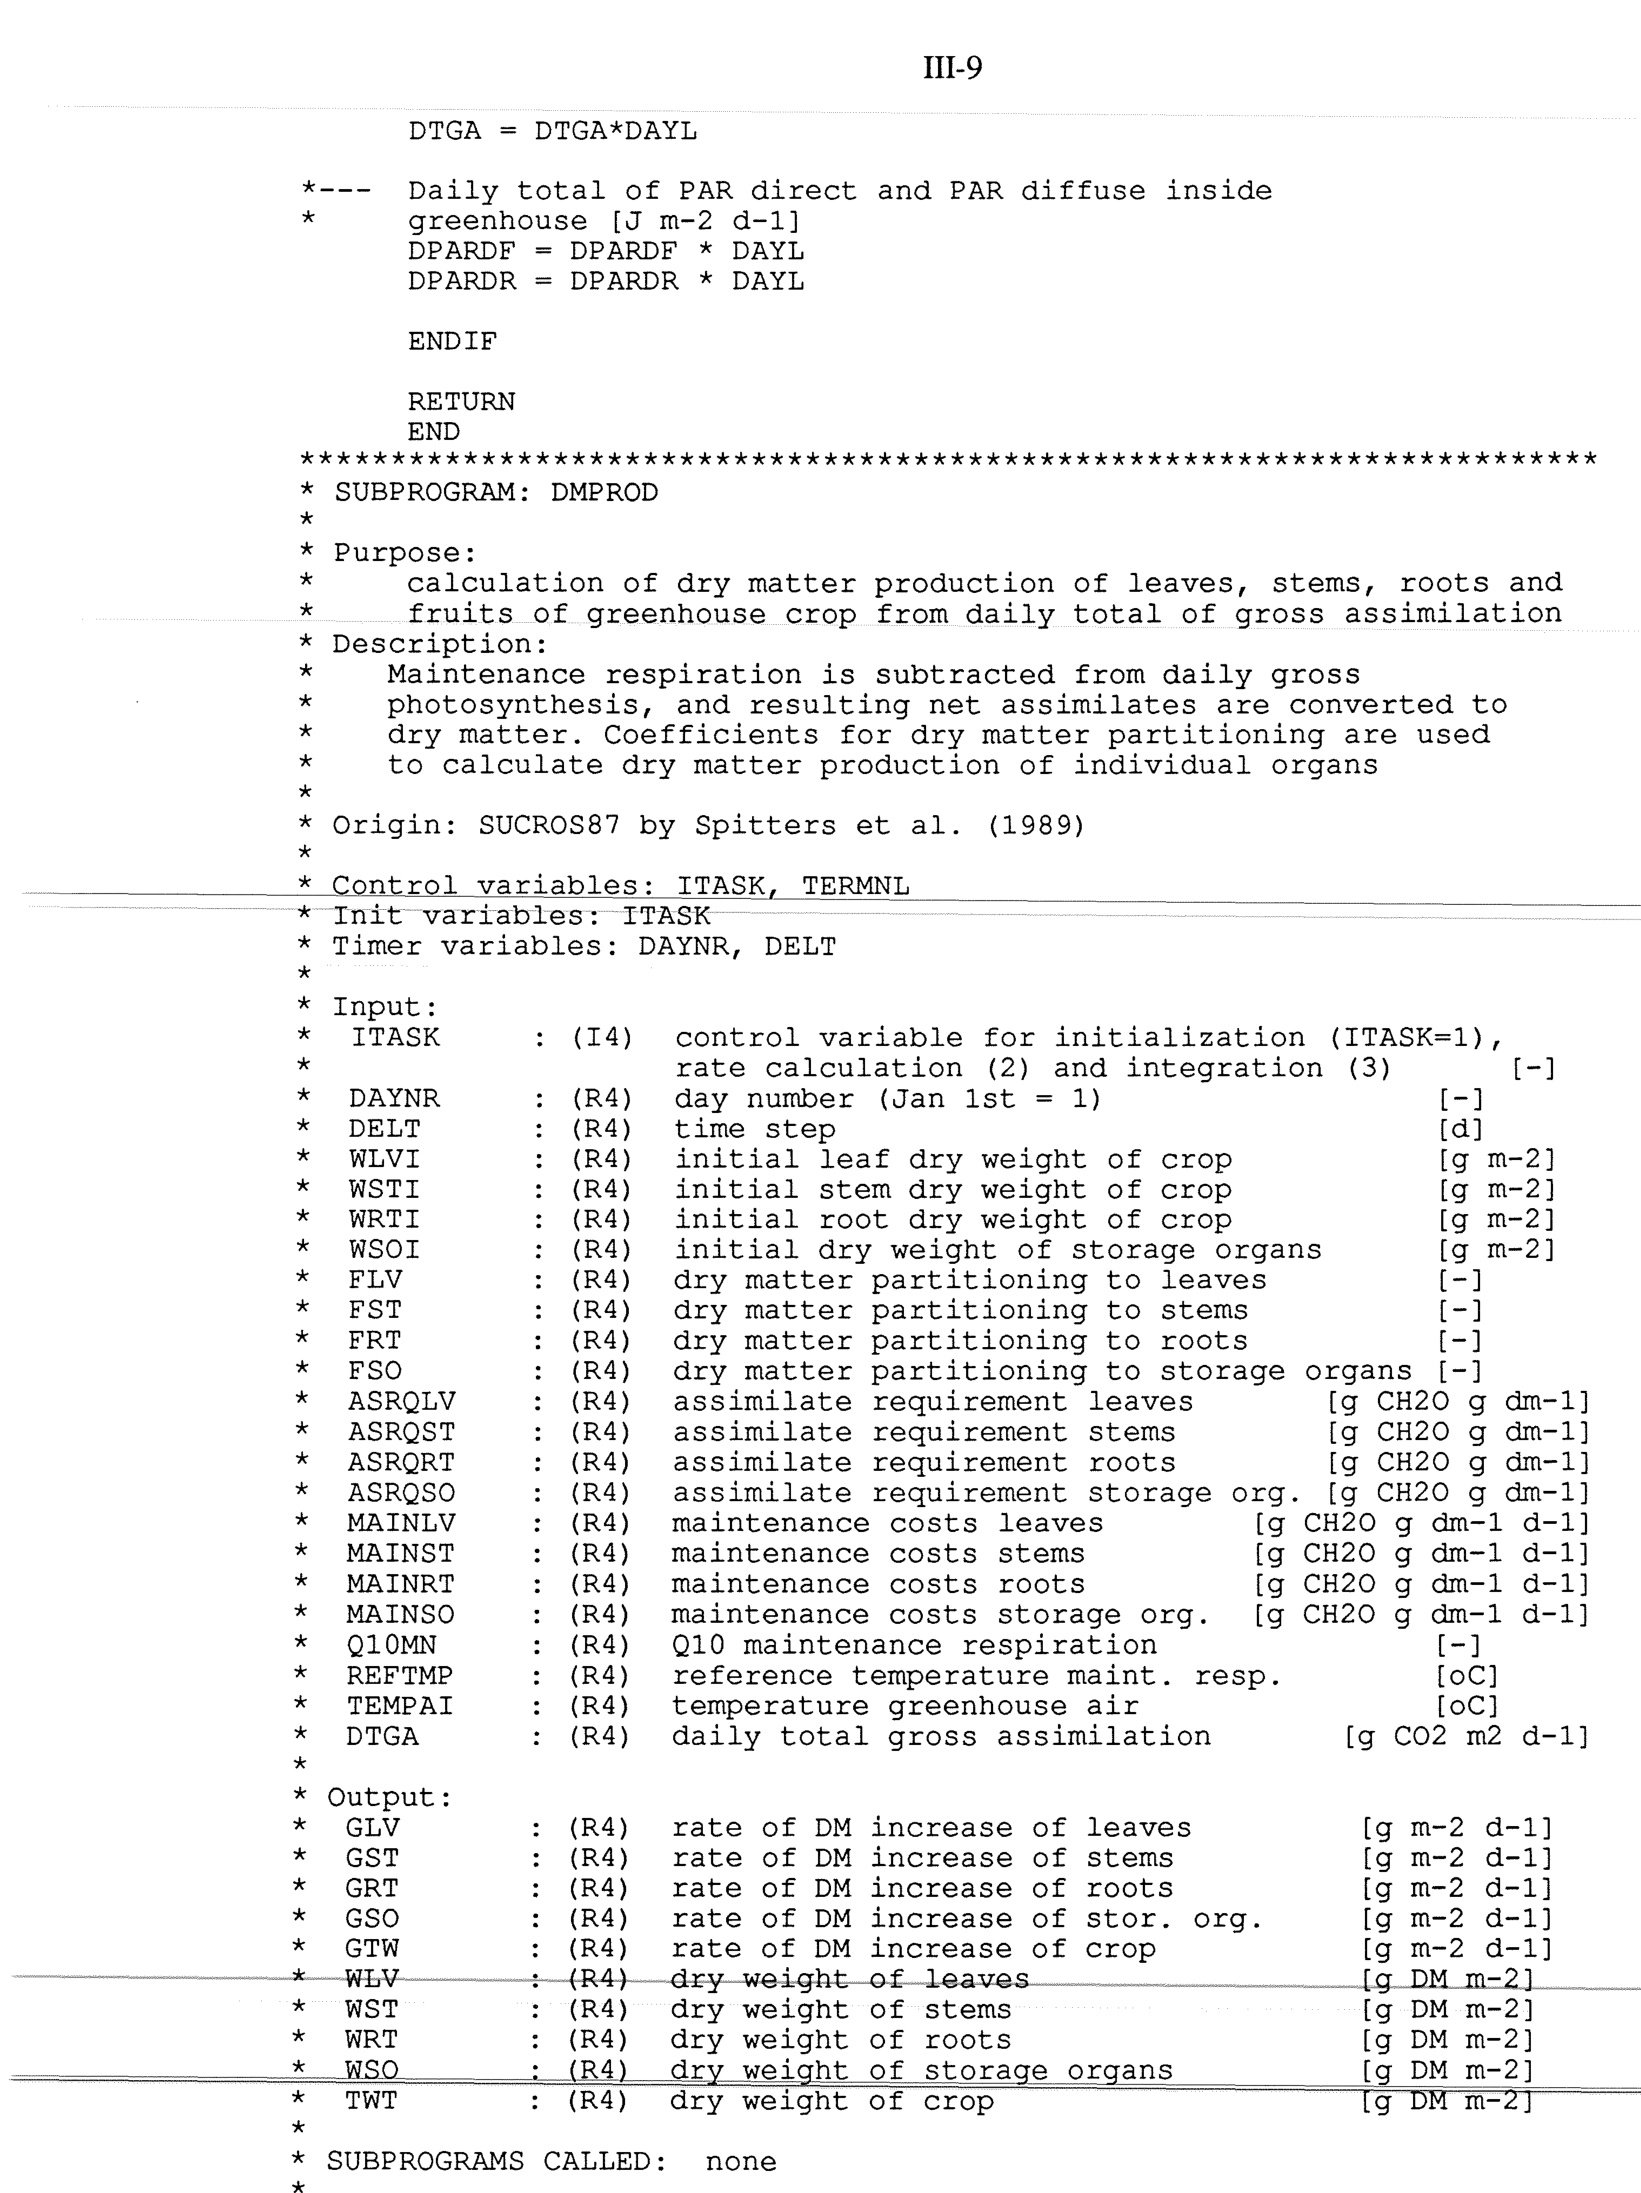 III-9
DTGA = DTGA*DAYL
*--- Daily total of PAR direct and PAR diffuse inside
* greenhouse [J m-2 d-1]
DPARDF = DPARDF * DAYL
DPARDR = DPARDR * DAYL
ENDIF
RETURN
END
************************************************************************
* SUBPROGRAM: DMPROD
*
* Purpose:
* calculation of dry matter production of leaves, stems, roots and
* fruits of greenhouse crop from daily total of gross assimilation
* Description:
* Maintenance respiration is subtracted from daily gross
* photosynthesis, and resulting net assimilates are converted to
* dry matter. Coefficients for dry matter partitioning are used
* to calculate dry matter production of individual organs
*
* Origin: SUCROS87 by Spitters et al. (1989)
*
* Control variables: ITASK, TERMNL
* Init variables: ITASK
* Timer variables: DAYNR, DELT
*
* Input:
* ITASK : (I4) control variable for initialization (ITASK=1),
* rate calculation (2) and integration (3) [-]
* DAYNR : (R4) day number (Jan 1st = 1) [-]
* DELT : (R4) time step [d]
* WLVI : (R4) initial leaf dry weight of crop [g m-2]
* WSTI : (R4) initial stem dry weight of crop [g m-2]
* WRTI : (R4) initial root dry weight of crop [g m-2]
* WSOI : (R4) initial dry weight of storage organs [g m-2]
* FLV : (R4) dry matter partitioning to leaves [-]
* FST : (R4) dry matter partitioning to stems [-]
* FRT : (R4) dry matter partitioning to roots [-]
* FSO : (R4) dry matter partitioning to storage organs [-]
* ASRQLV : (R4) assimilate requirement leaves [g CH2O g dm-1]
* ASRQST : (R4) assimilate requirement stems [g CH2O g dm-1]
* ASRQRT : (R4) assimilate requirement roots [g CH2O g dm-1]
* ASRQSO : (R4) assimilate requirement storage org. [g CH2O g dm-1]
* MAINLV : (R4) maintenance costs leaves [g CH2O g dm-1 d-1]
* MAINST : (R4) maintenance costs stems [g CH2O g dm-1 d-1]
* MAINRT : (R4) maintenance costs roots [g CH2O g dm-1 d-1]
* MAINSO : (R4) maintenance costs storage org. [g CH2O g dm-1 d-1]
* Q10MN : (R4) Q10 maintenance respiration [-]
* REFTMP : (R4) reference temperature maint. resp. [oC]
* TEMPAI : (R4) temperature greenhouse air [oC]
* DTGA : (R4) daily total gross assimilation [g CO2 m2 d-1]
*
* Output:
* GLV : (R4) rate of DM increase of leaves [g m-2 d-1]
* GST : (R4) rate of DM increase of stems [g m-2 d-1]
* GRT : (R4) rate of DM increase of roots [g m-2 d-1]
* GSO : (R4) rate of DM increase of stor. org. [g m-2 d-1]
* GTW : (R4) rate of DM increase of crop [g m-2 d-1]
* WLV : (R4) dry weight of leaves [g DM m-2]
* WST : (R4) dry weight of stems [g DM m-2]
* WRT : (R4) dry weight of roots [g DM m-2]
* WSO : (R4) dry weight of storage organs [g DM m-2]
* TWT : (R4) dry weight of crop [g DM m-2]
*
* SUBPROGRAMS CALLED: none
*